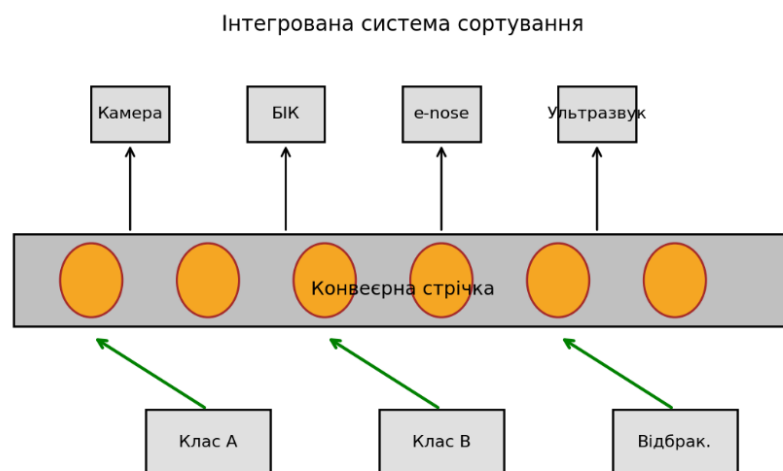 Інтегрована система сортування
Камера
БІК
e-nose
Ультразвук
Конвеєрна стрічка
Клас A
Клас B
Відбрак.